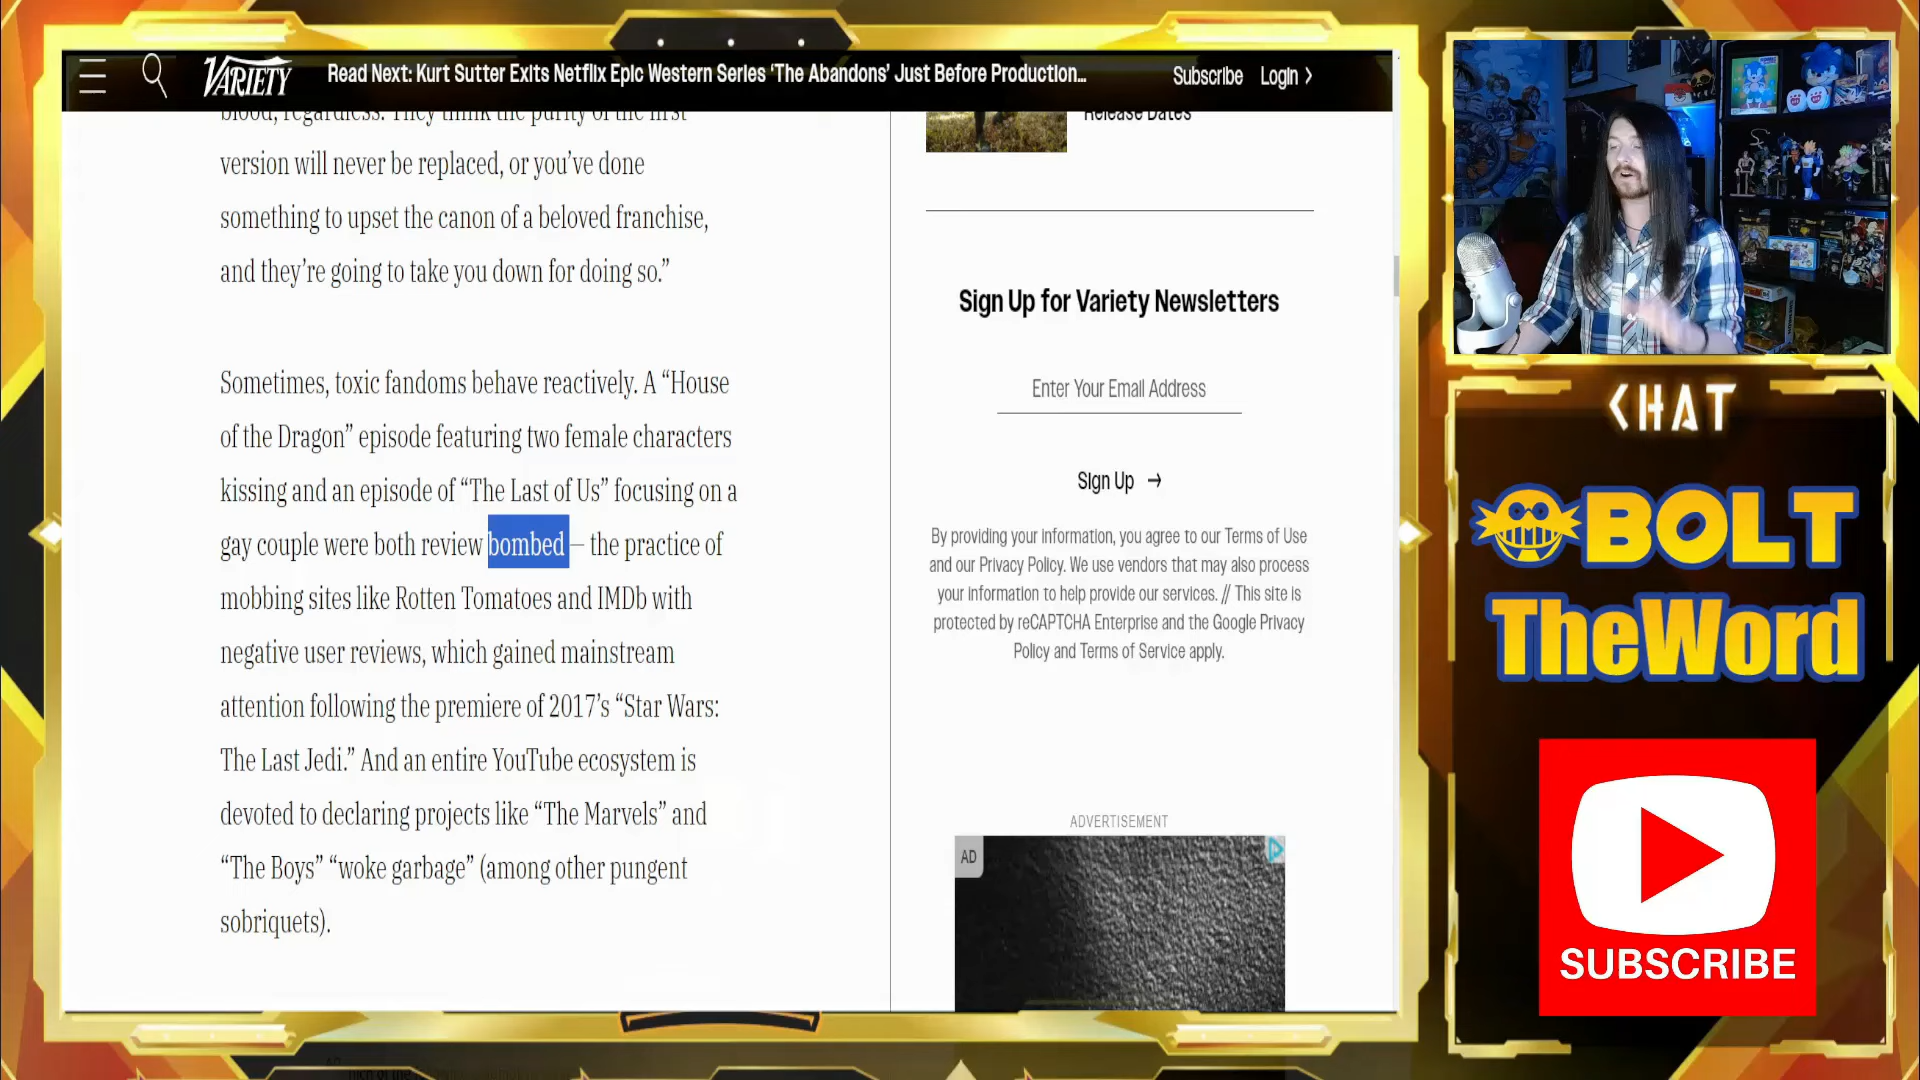 VARIETY
Read Next: Kurt Sutter Exits Netflix Epic Western Series ‘The Abandons’ Just Before Production...
Subscribe
Login
blood, regardless. They think the purity of the first
version will never be replaced, or you’ve done
something to upset the canon of a beloved franchise,
and they’re going to take you down for doing so.”
Sometimes, toxic fandoms behave reactively. A “House
of the Dragon” episode featuring two female characters
kissing and an episode of “The Last of Us” focusing on a
gay couple were both review bombed — the practice of
mobbing sites like Rotten Tomatoes and IMDb with
negative user reviews, which gained mainstream
attention following the premiere of 2017’s “Star Wars:
The Last Jedi.” And an entire YouTube ecosystem is
devoted to declaring projects like “The Marvels” and
“The Boys” “woke garbage” (among other pungent
sobriquets).
Release Dates
Sign Up for Variety Newsletters
Enter Your Email Address
Sign Up →
By providing your information, you agree to our Terms of Use
and our Privacy Policy. We use vendors that may also process
your information to help provide our services. // This site is
protected by reCAPTCHA Enterprise and the Google Privacy
Policy and Terms of Service apply.
ADVERTISEMENT
AD
CHAT
BOLT
TheWord
SUBSCRIBE